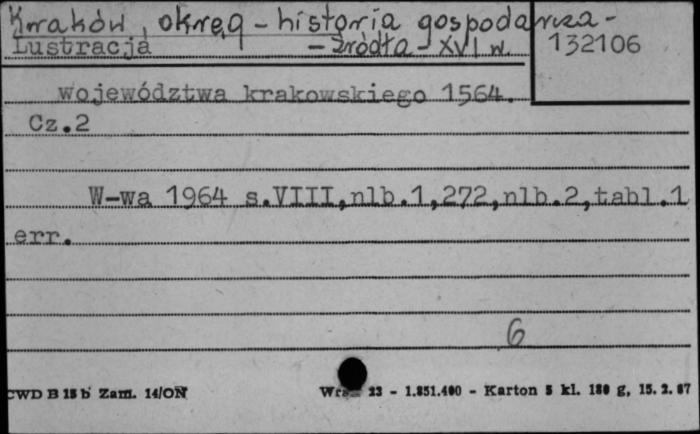 Kraków, okręg - historia gospodarcza -
Lustracja - źródła - XVI w.
132106
województwa krakowskiego 1564.
Cz.2
W-wa 1964 s.VIII,nlb.1,272,nlb.2,tabl.1
err.
6
CWD B 15 b Zam. 14/ON
23 - 1.851.400 - Karton 5 kl. 180 g, 15. 2. 67